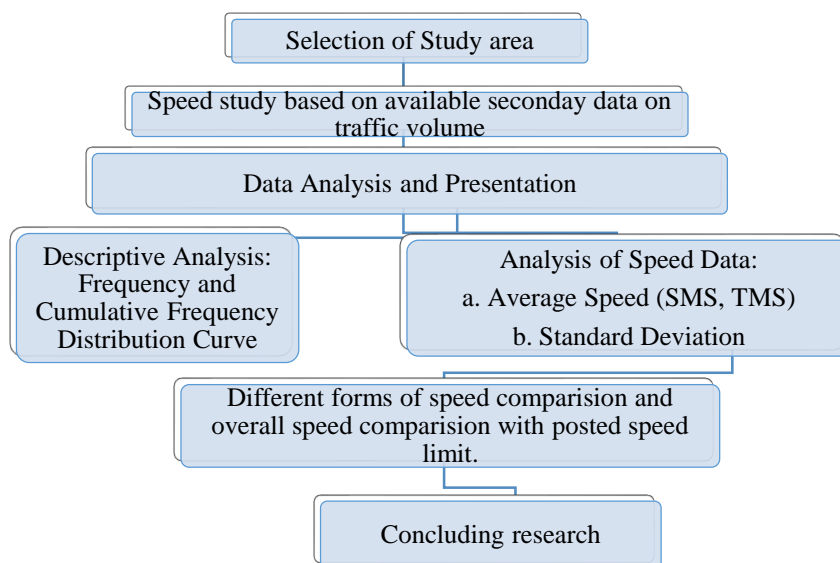 Selection of Study area
Speed study based on available seconday data on
traffic volume
Data Analysis and Presentation
Descriptive Analysis:
Frequency and
Cumulative Frequency
Distribution Curve
Analysis of Speed Data:
a. Average Speed (SMS, TMS)
b. Standard Deviation
Different forms of speed comparision and
overall speed comparision with posted speed
limit.
Concluding research